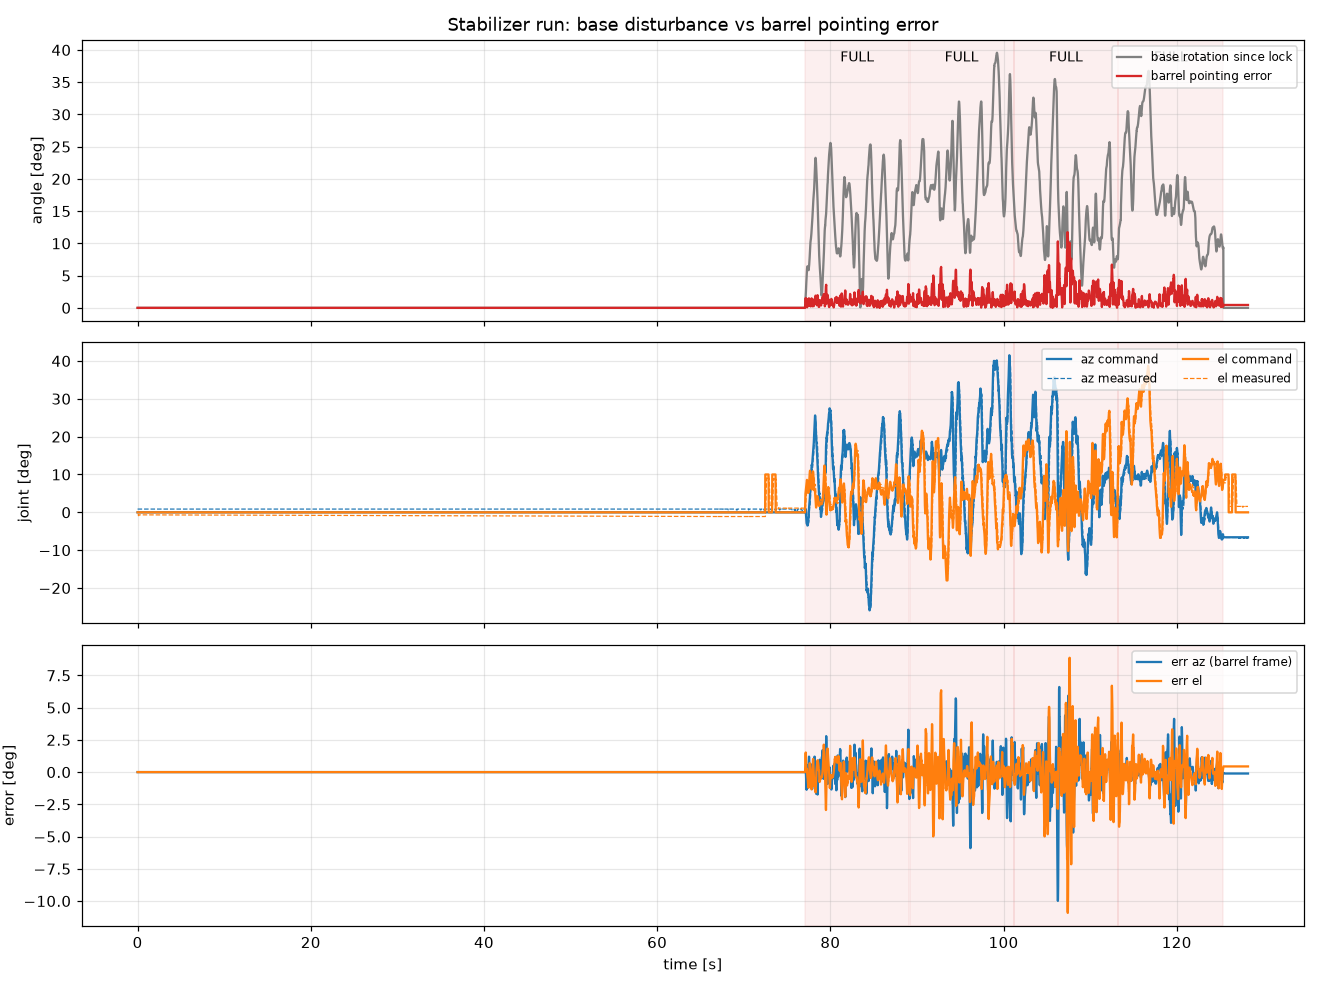 Stabilizer run: base disturbance vs barrel pointing error
angle [deg]
40
35
30
25
20
15
10
5
0
FULL
FULL
FULL
base rotation since lock
barrel pointing error
joint [deg]
40
30
20
10
0
−10
−20
az command
az measured
el command
el measured
error [deg]
7.5
5.0
2.5
0.0
−2.5
−5.0
−7.5
−10.0
err az (barrel frame)
err el
0 20 40 60 80 100 120
time [s]